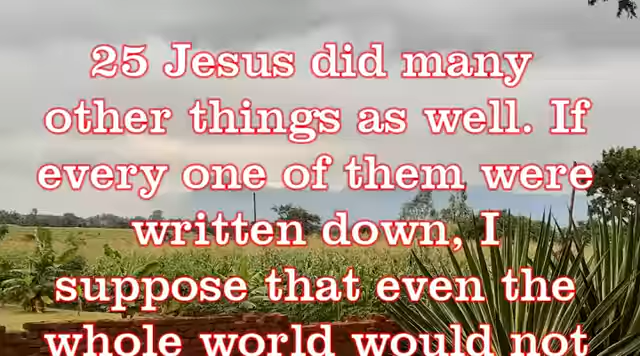 25 Jesus did many
other things as well. If
every one of them were
written down, I
suppose that even the
whole world would not